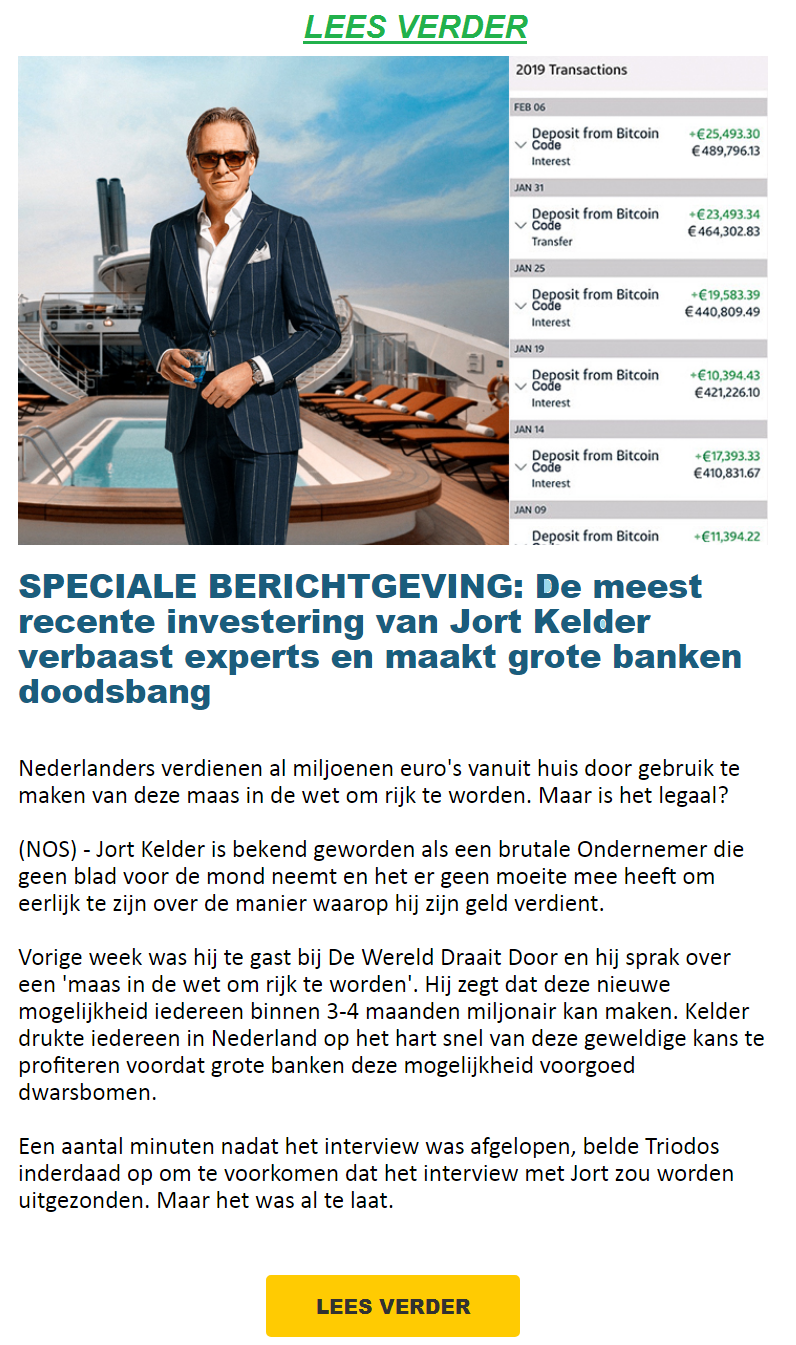 LEES VERDER
2019 Transactions
FEB 06
Deposit from Bitcoin +€25,493.30
Code €489,796.13
Interest
JAN 31
Deposit from Bitcoin +€23,493.34
Code €464,302.83
Transfer
JAN 25
Deposit from Bitcoin +€19,583.39
Code €440,809.49
Interest
JAN 19
Deposit from Bitcoin +€10,394.43
Code €421,226.10
Interest
JAN 14
Deposit from Bitcoin +€17,393.33
Code €410,831.67
Interest
JAN 09
Deposit from Bitcoin +€11,394.22
SPECIALE BERICHTGEVING: De meest
recente investering van Jort Kelder
verbaast experts en maakt grote banken
doodsbang
Nederlanders verdienen al miljoenen euro's vanuit huis door gebruik te
maken van deze maas in de wet om rijk te worden. Maar is het legaal?
(NOS) - Jort Kelder is bekend geworden als een brutale Ondernemer die
geen blad voor de mond neemt en het er geen moeite mee heeft om
eerlijk te zijn over de manier waarop hij zijn geld verdient.
Vorige week was hij te gast bij De Wereld Draait Door en hij sprak over
een 'maas in de wet om rijk te worden'. Hij zegt dat deze nieuwe
mogelijkheid iedereen binnen 3-4 maanden miljonair kan maken. Kelder
drukte iedereen in Nederland op het hart snel van deze geweldige kans te
profiteren voordat grote banken deze mogelijkheid voorgoed
dwarsbomen.
Een aantal minuten nadat het interview was afgelopen, belde Triodos
inderdaad op om te voorkomen dat het interview met Jort zou worden
uitgezonden. Maar het was al te laat.
LEES VERDER